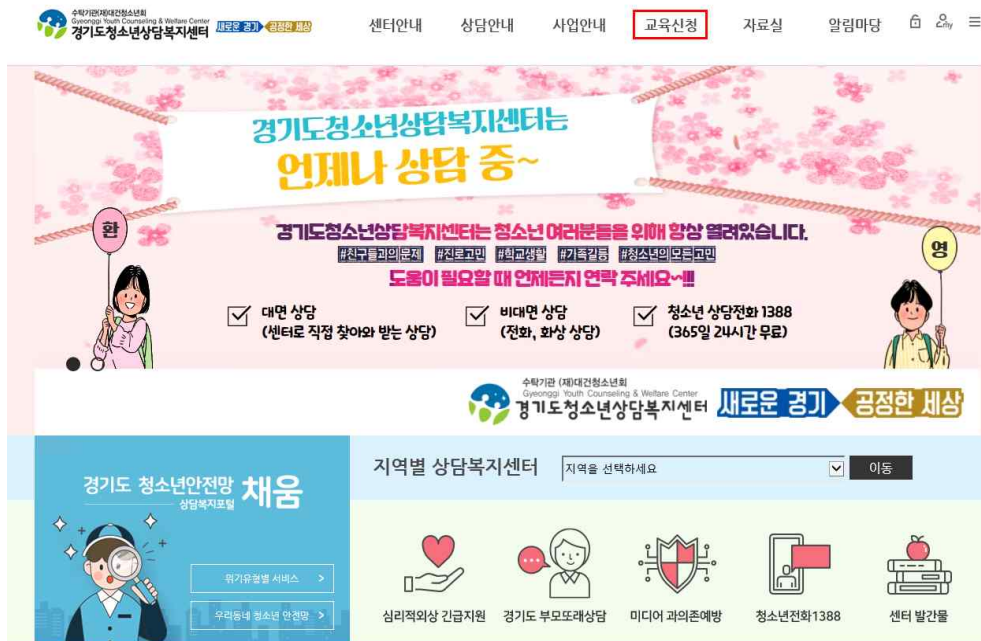 수탁기관(재)대건청소년회
Gyeonggi Youth Counseling & Welfare Center
경기도청소년상담복지센터
새로운 경기 공정한 세상
센터안내 상담안내 사업안내 교육신청 자료실 알림마당 my
경기도청소년상담복지센터는
언제나 상담 중~
환
영
경기도청소년상담복지센터는 청소년 여러분들을 위해 항상 열려있습니다.
#친구들과의 문제 #진로고민 #학교생활 #가족갈등 #청소년의 모든 고민
도움이 필요할 때 언제든지 연락 주세요~!!!
대면 상담
(센터로 직접 찾아와 받는 상담)
비대면 상담
(전화, 화상 상담)
청소년 상담전화 1388
(365일 24시간 무료)
수탁기관 (재)대건청소년회
Gyeonggi Youth Counseling & Welfare Center
경기도청소년상담복지센터
새로운 경기 공정한 세상
경기도 청소년안전망 채움
상담복지포털
위기유형별 서비스 >
우리동네 청소년 안전망 >
지역별 상담복지센터 지역을 선택하세요 이동
심리적외상 긴급지원 경기도 부모또래상담 미디어 과의존예방 청소년전화1388 센터 발간물